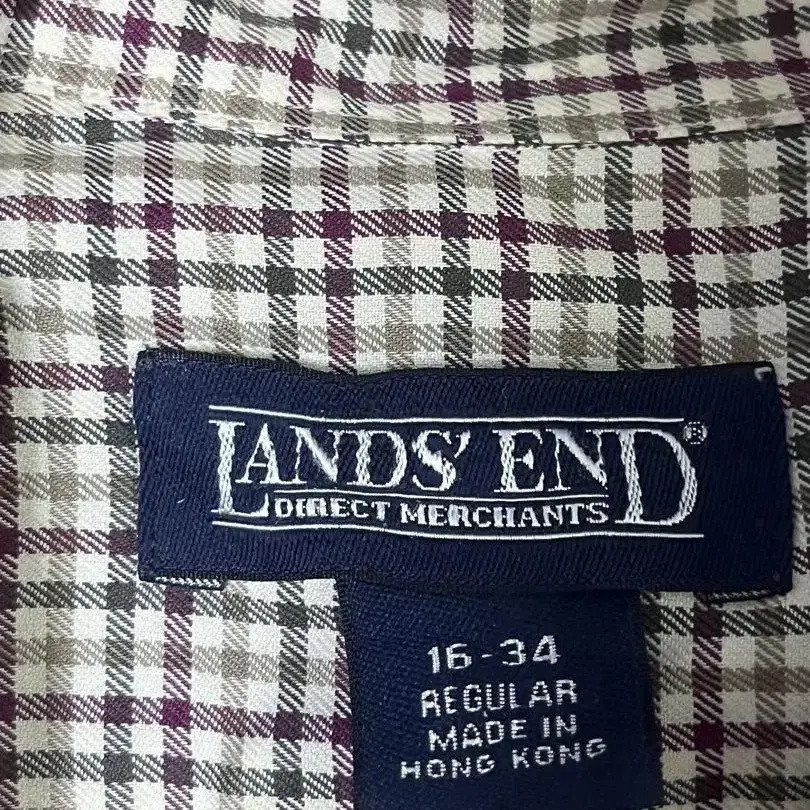 LANDS' END®
DIRECT MERCHANTS
16-34
REGULAR
MADE IN
HONG KONG